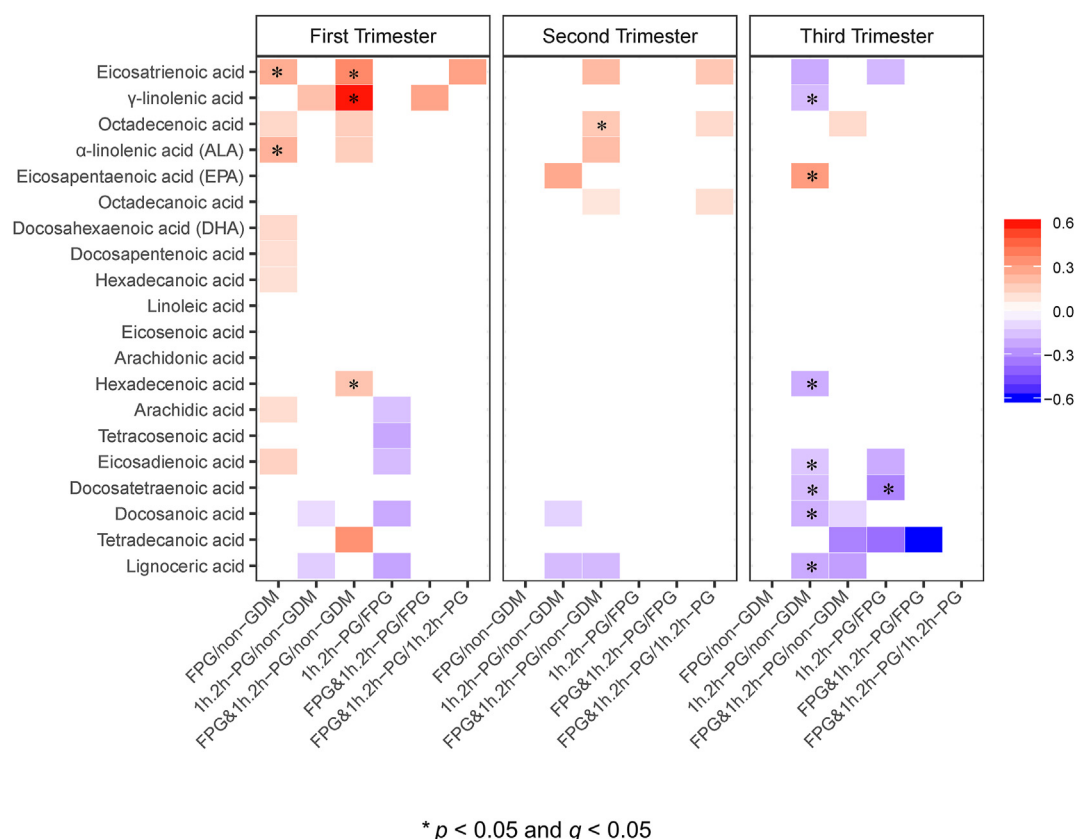 First Trimester
Second Trimester
Third Trimester
Eicosatrienoic acid
* *
γ-linolenic acid
* *
Octadecenoic acid
*
α-linolenic acid (ALA)
*
Eicosapentaenoic acid (EPA)
*
Octadecanoic acid
Docosahexaenoic acid (DHA)
Docosapentenoic acid
Hexadecanoic acid
Linoleic acid
Eicosenoic acid
Arachidonic acid
Hexadecenoic acid
* *
Arachidic acid
Tetracosenoic acid
Eicosadienoic acid
*
Docosatetraenoic acid
* *
Docosanoic acid
*
Tetradecanoic acid
Lignoceric acid
*
0.6
0.3
0.0
−0.3
−0.6
FPG/non−GDM
1h.2h−PG/non−GDM
FPG&1h.2h−PG/non−GDM
1h.2h−PG/FPG
FPG&1h.2h−PG/FPG
FPG&1h.2h−PG/1h.2h−PG
FPG/non−GDM
1h.2h−PG/non−GDM
FPG&1h.2h−PG/non−GDM
1h.2h−PG/FPG
FPG&1h.2h−PG/FPG
FPG&1h.2h−PG/1h.2h−PG
FPG/non−GDM
1h.2h−PG/non−GDM
FPG&1h.2h−PG/non−GDM
1h.2h−PG/FPG
FPG&1h.2h−PG/FPG
FPG&1h.2h−PG/1h.2h−PG
* p < 0.05 and q < 0.05